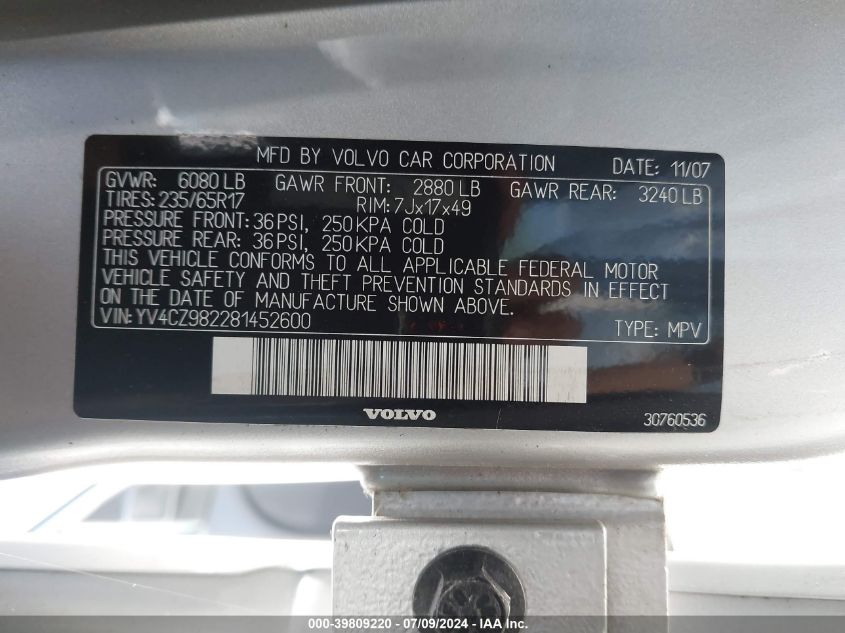 MFD BY VOLVO CAR CORPORATION DATE: 11/07
GVWR: 6080 LB GAWR FRONT: 2880 LB GAWR REAR: 3240 LB
TIRES: 235/65R17 RIM: 7Jx17x49
PRESSURE FRONT: 36 PSI, 250 KPA COLD
PRESSURE REAR: 36 PSI, 250 KPA COLD
THIS VEHICLE CONFORMS TO ALL APPLICABLE FEDERAL MOTOR
VEHICLE SAFETY AND THEFT PREVENTION STANDARDS IN EFFECT
ON THE DATE OF MANUFACTURE SHOWN ABOVE.
VIN: YV4CZ982281452600 TYPE: MPV
VOLVO 30760536
000-39809220 - 07/09/2024 - IAA Inc.